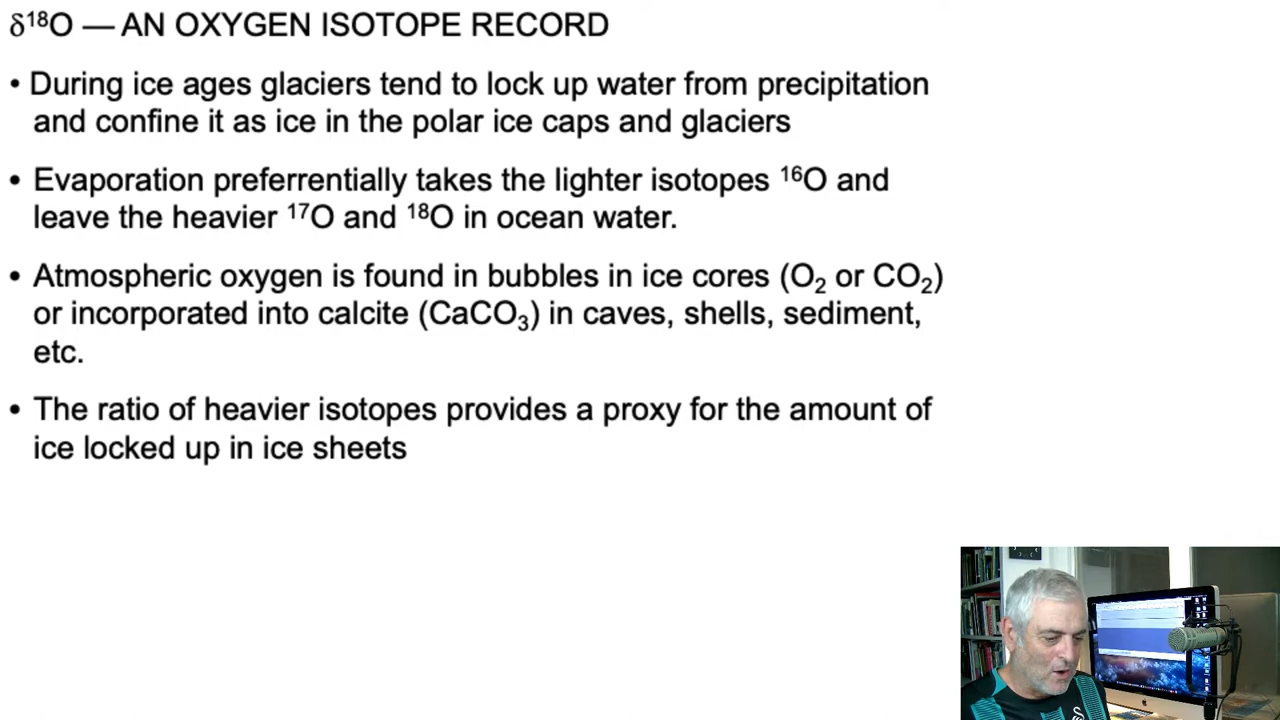 δ¹⁸O — AN OXYGEN ISOTOPE RECORD
• During ice ages glaciers tend to lock up water from precipitation
and confine it as ice in the polar ice caps and glaciers
• Evaporation preferrentially takes the lighter isotopes ¹⁶O and
leave the heavier ¹⁷O and ¹⁸O in ocean water.
• Atmospheric oxygen is found in bubbles in ice cores (O₂ or CO₂)
or incorporated into calcite (CaCO₃) in caves, shells, sediment,
etc.
• The ratio of heavier isotopes provides a proxy for the amount of
ice locked up in ice sheets